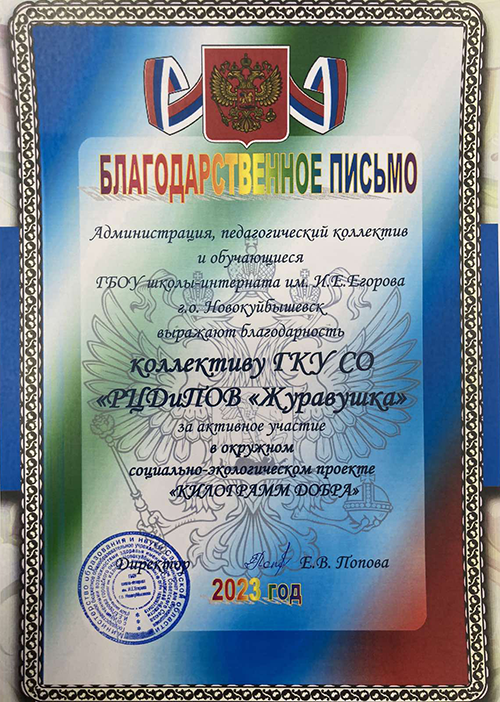 БЛАГОДАРСТВЕННОЕ ПИСЬМО
Администрация, педагогический коллектив
и обучающиеся
ГБОУ школы-интерната им. И.Е.Егорова
г.о. Новокуйбышевск
выражают благодарность
коллективу ГКУ СО
«РЦДиПОВ «Журавушка»
за активное участие
в окружном
социально-экологическом проекте
«КИЛОГРАММ ДОБРА»
Директор Е.В. Попова
2023 год